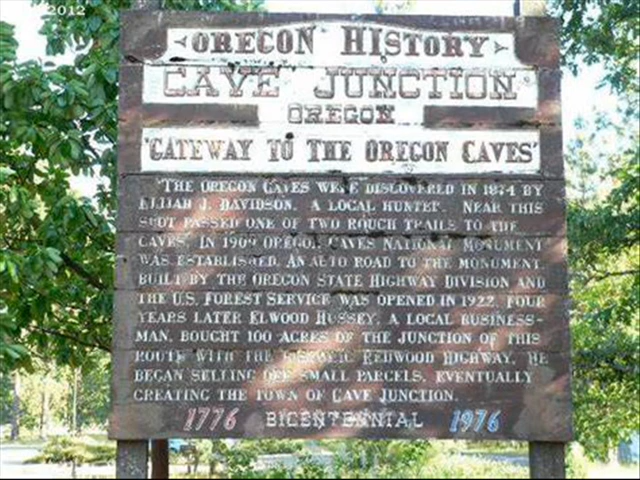 2012
OREGON HISTORY
CAVE JUNCTION
OREGON
"GATEWAY TO THE OREGON CAVES"
"THE OREGON CAVES WERE DISCOVERED IN 1874 BY
ELIJAH J. DAVIDSON, A LOCAL HUNTER. NEAR THIS
SPOT PASSED ONE OF TWO ROUGH TRAILS TO THE
CAVES. IN 1909 OREGON CAVES NATIONAL MONUMENT
WAS ESTABLISHED. AN AUTO ROAD TO THE MONUMENT,
BUILT BY THE OREGON STATE HIGHWAY DIVISION AND
THE U.S. FOREST SERVICE WAS OPENED IN 1922. FOUR
YEARS LATER ELWOOD HUSSEY, A LOCAL BUSINESS-
MAN, BOUGHT 100 ACRES OF THE JUNCTION OF THIS
ROUTE WITH THE HISTORIC REDWOOD HIGHWAY. HE
BEGAN SELLING OFF SMALL PARCELS, EVENTUALLY
CREATING THE TOWN OF CAVE JUNCTION.
1776 BICENTENNIAL 1976